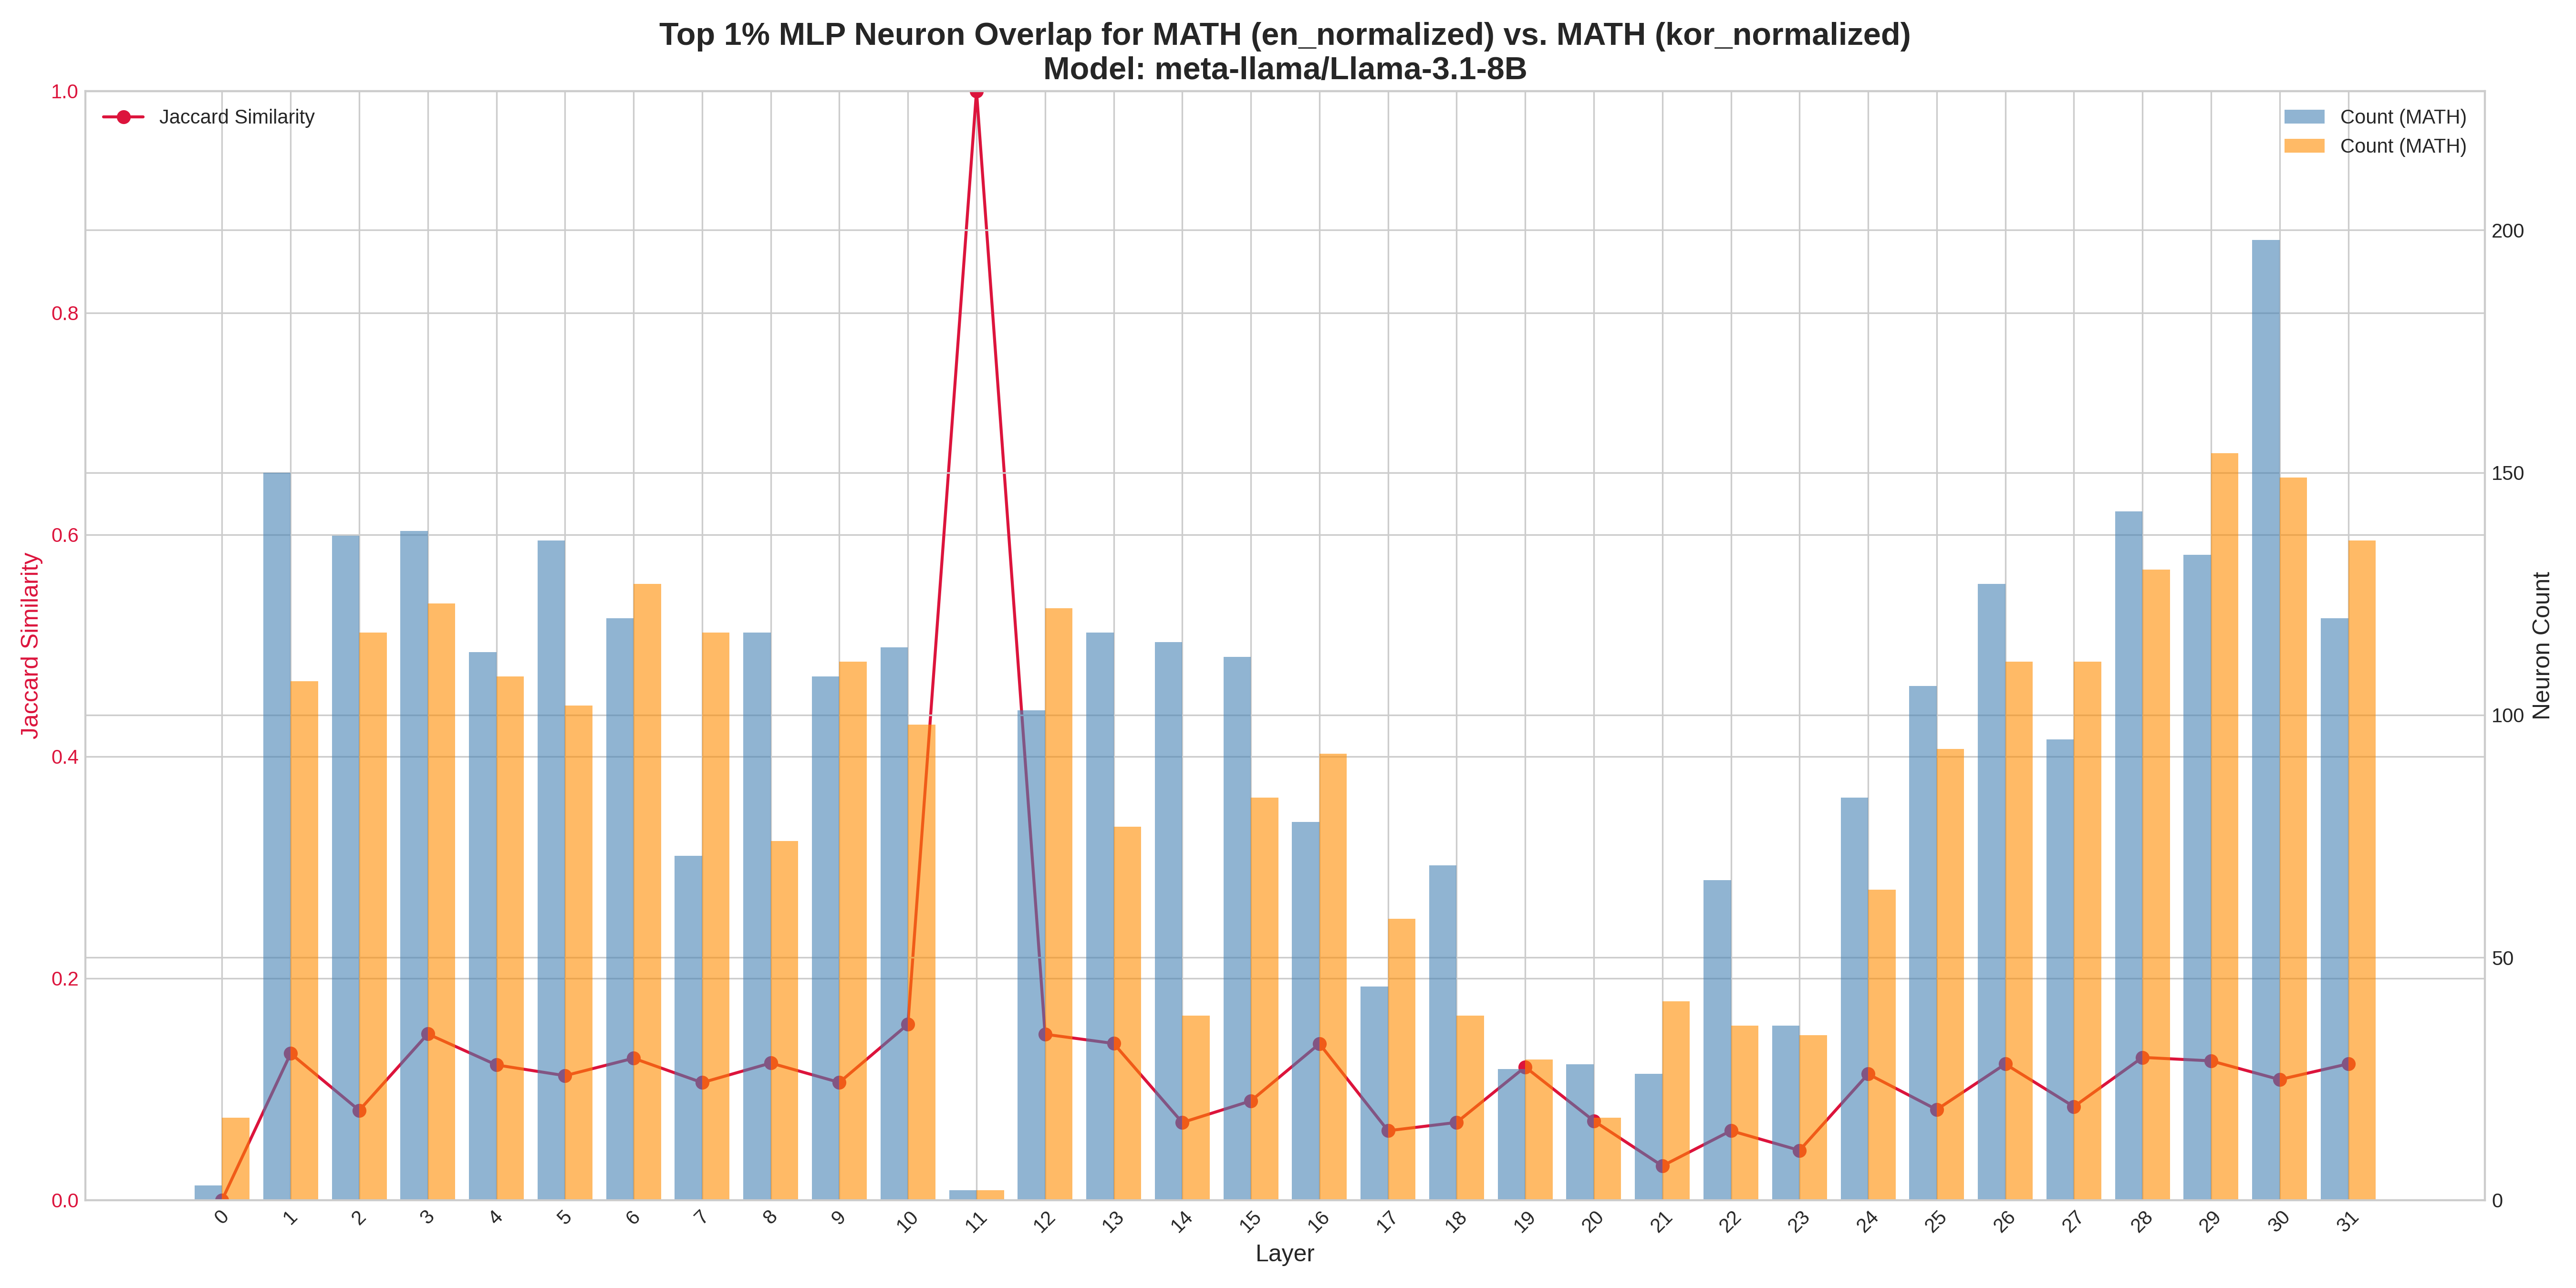 Top 1% MLP Neuron Overlap for MATH (en_normalized) vs. MATH (kor_normalized)
Model: meta-llama/Llama-3.1-8B
Jaccard Similarity
Count (MATH)
Count (MATH)
1.0
0.8
0.6
0.4
0.2
0.0
Jaccard Similarity
200
150
100
50
0
Neuron Count
0 1 2 3 4 5 6 7 8 9 10 11 12 13 14 15 16 17 18 19 20 21 22 23 24 25 26 27 28 29 30 31
Layer